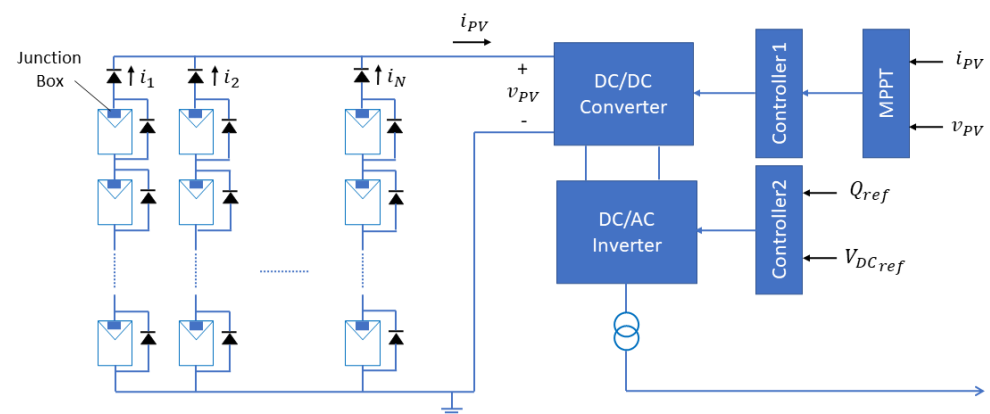 i_PV
Junction
Box
i_1
i_2
i_N
+
v_PV
-
DC/DC
Converter
Controller1
MPPT
i_PV
v_PV
DC/AC
Inverter
Controller2
Q_ref
V_DC_ref